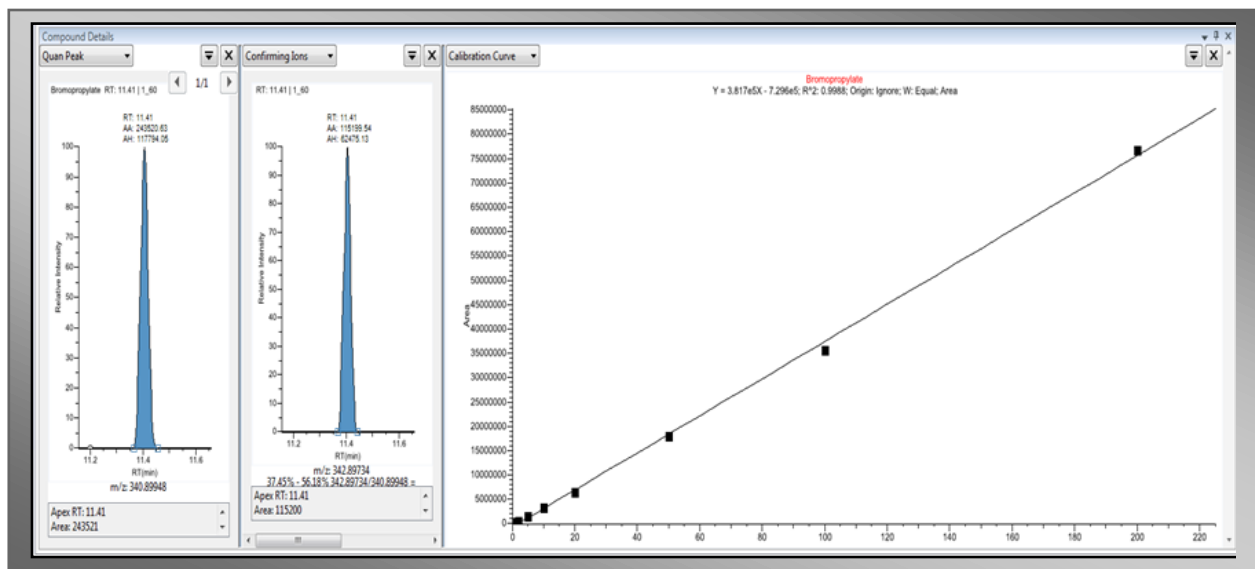 Compound Details
Quan Peak
Confirming Ions
Calibration Curve
1/1
Bromopropylate RT: 11.41 | 1_60
RT: 11.41
AA: 243520.63
AH: 117794.05
100
90
80
70
60
50
40
30
20
10
0
Relative Intensity
11.2 11.4 11.6
RT(min)
m/z: 340.89948
Apex RT: 11.41
Area: 243521
RT: 11.41
RT: 11.41
AA: 115199.54
AH: 62475.13
100
90
80
70
60
50
40
30
20
10
0
Relative Intensity
11.2 11.4 11.6
RT(min)
m/z: 342.89734
37.45% - 56.18% 342.89734/340.89948 =
Apex RT: 11.41
Area: 115200
Bromopropylate
Y = 3.817e5X - 7.296e5; R^2: 0.9988; Origin: Ignore; W: Equal; Area
85000000
80000000
75000000
70000000
65000000
60000000
55000000
50000000
45000000
40000000
35000000
30000000
25000000
20000000
15000000
10000000
5000000
0
Area
0 20 40 60 80 100 120 140 160 180 200 220